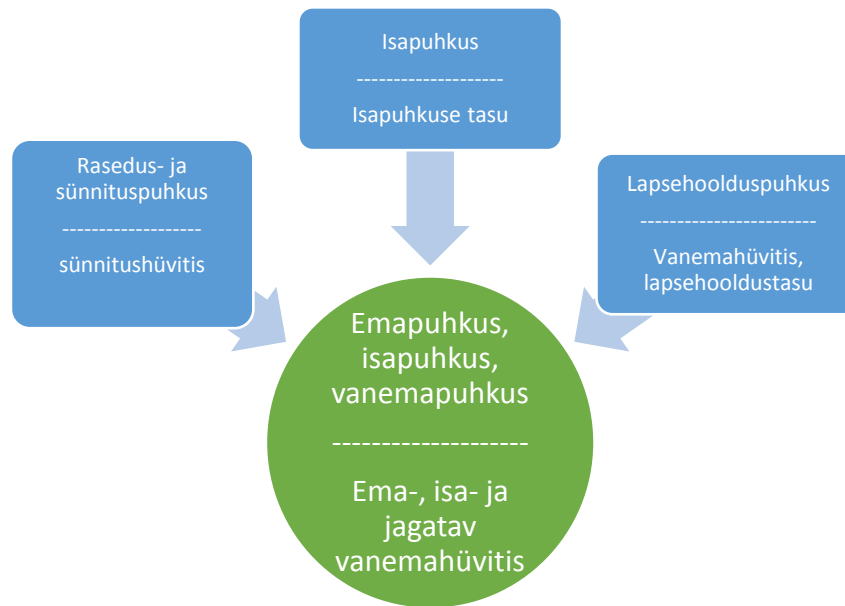 Isapuhkus
---------------------
Isapuhkuse tasu
Rasedus- ja
sünnituspuhkus
-------------------
sünnitushüvitis
Lapsehoolduspuhkus
-------------------------
Vanemahüvitis,
lapsehooldustasu
Emapuhkus,
isapuhkus,
vanemapuhkus
---------------------
Ema-, isa- ja
jagatav
vanemahüvitis